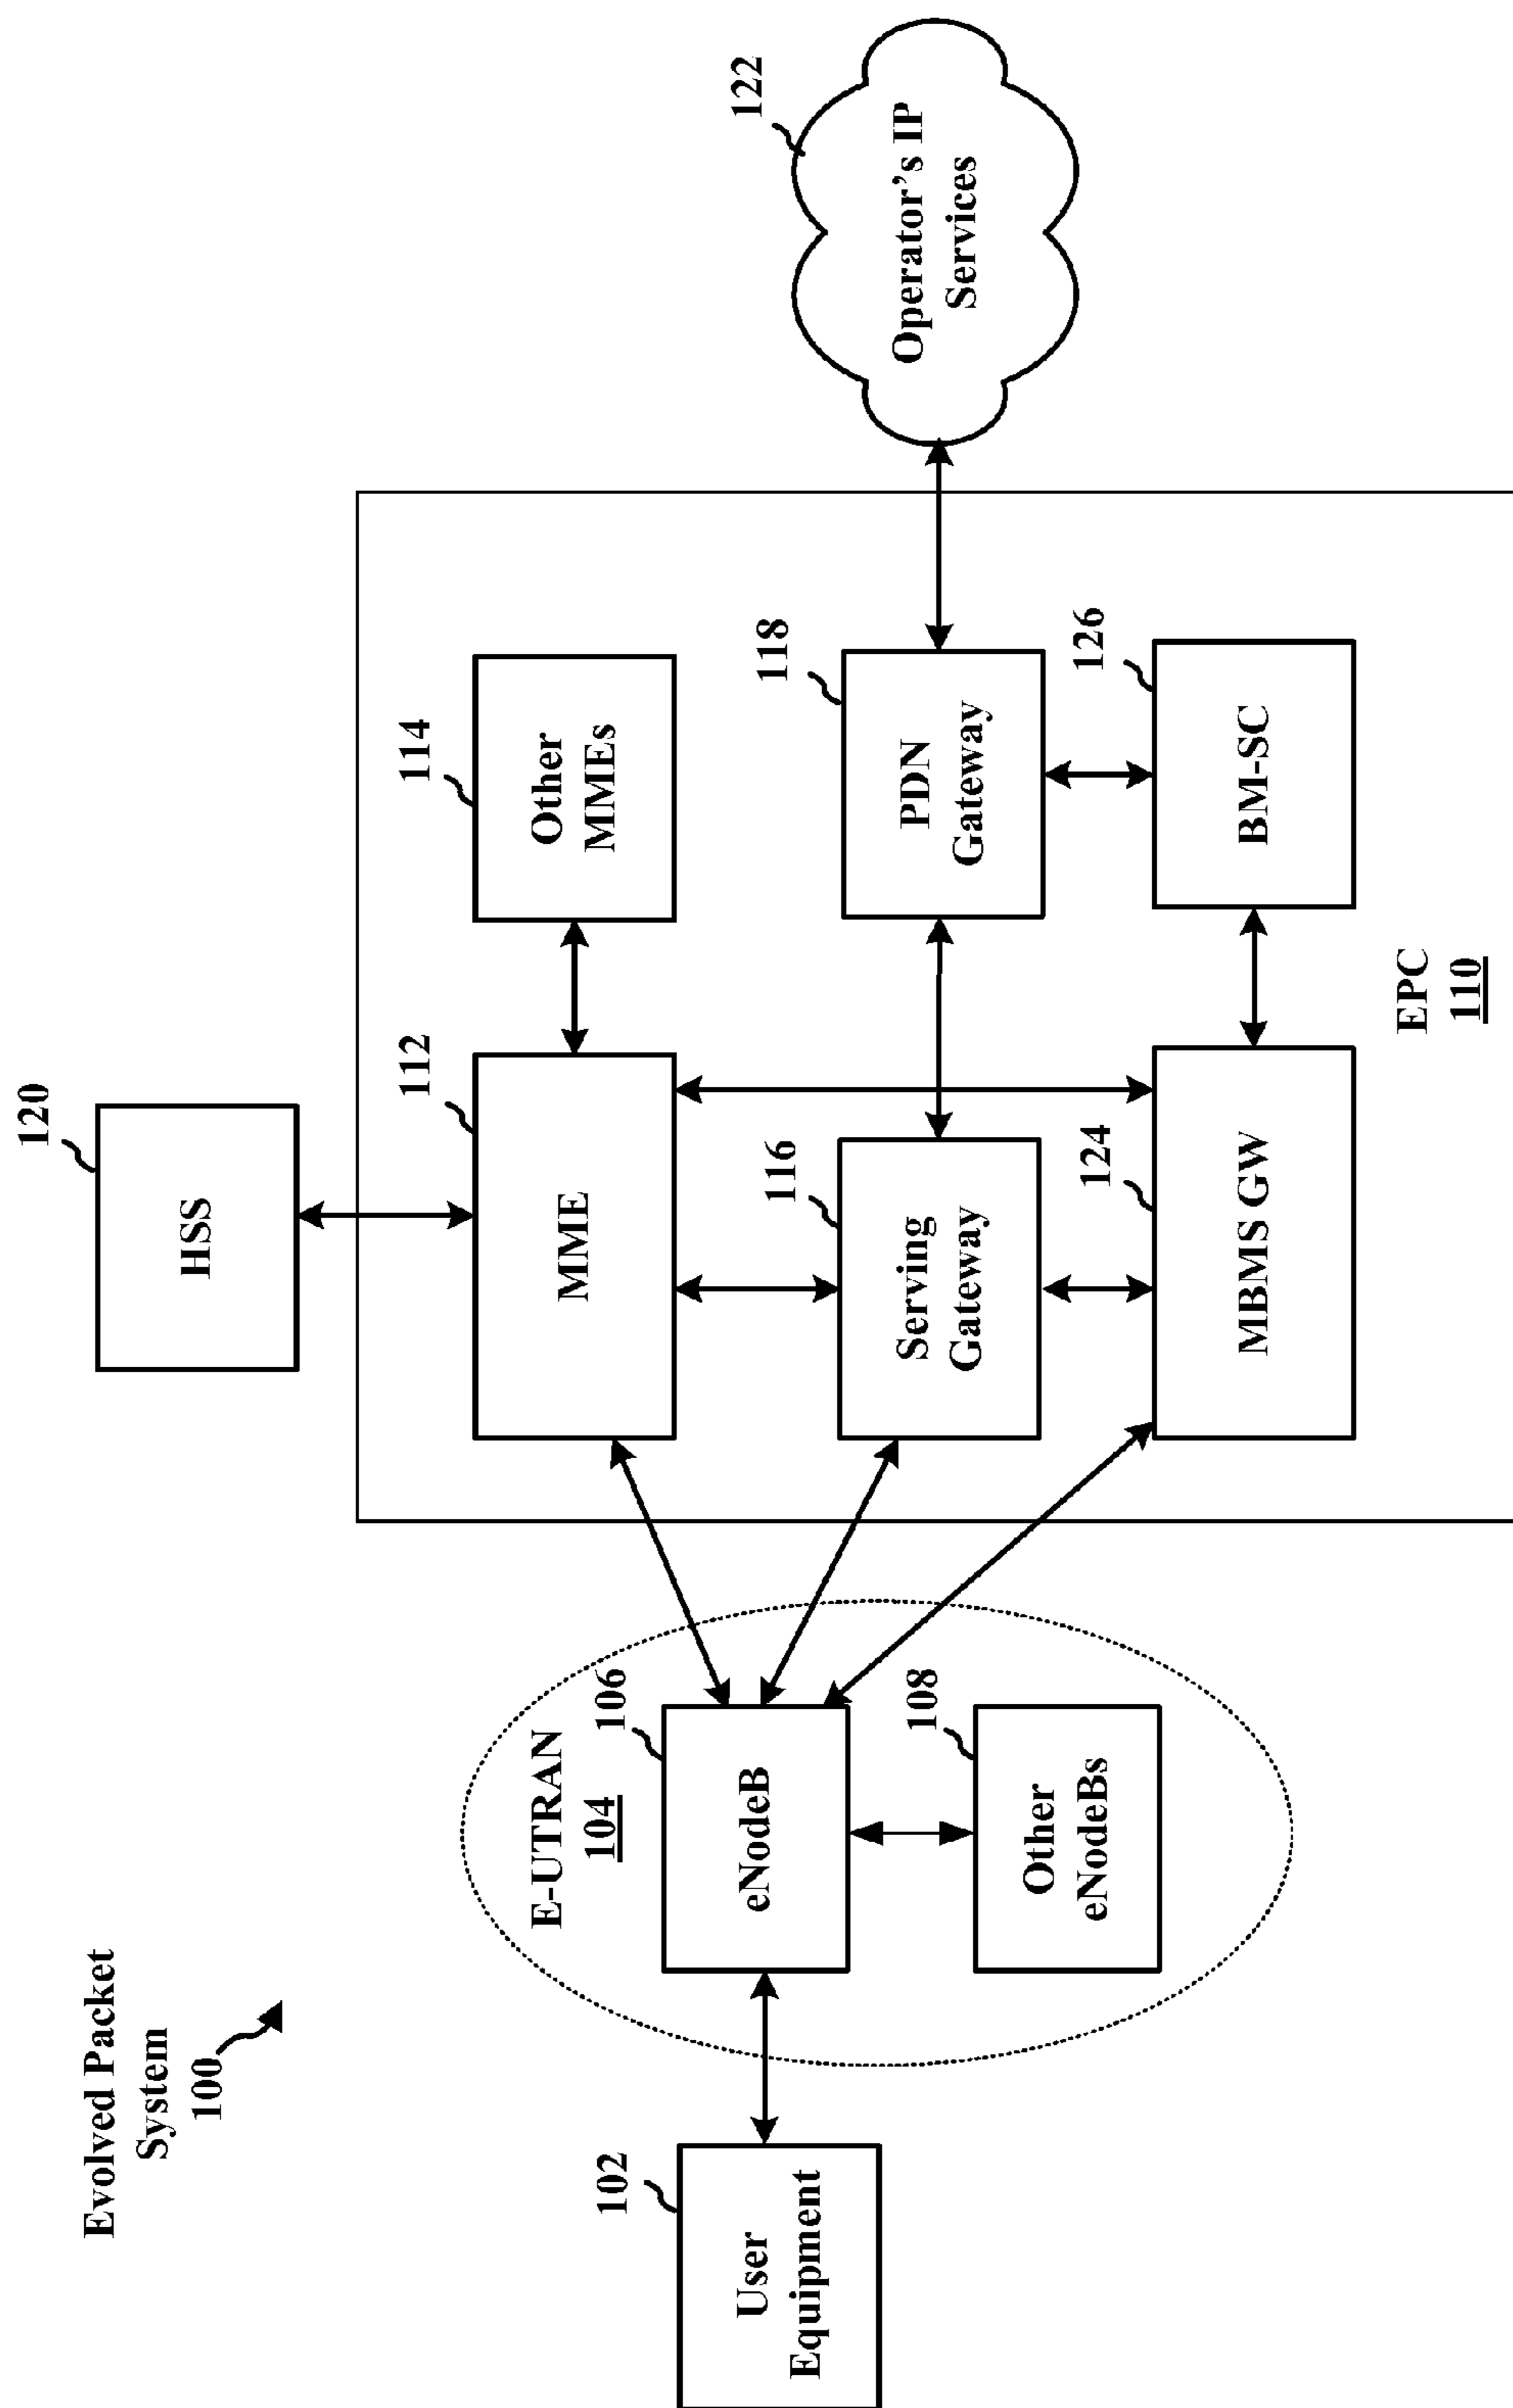 Evolved Packet
System
100
102
User
Equipment
E-UTRAN
104
106
eNodeB
108
Other
eNodeBs
120
HSS
112
MME
114
Other
MMEs
116
Serving
Gateway
118
PDN
Gateway
124
MBMS GW
126
BM-SC
EPC
110
122
Operator's IP
Services